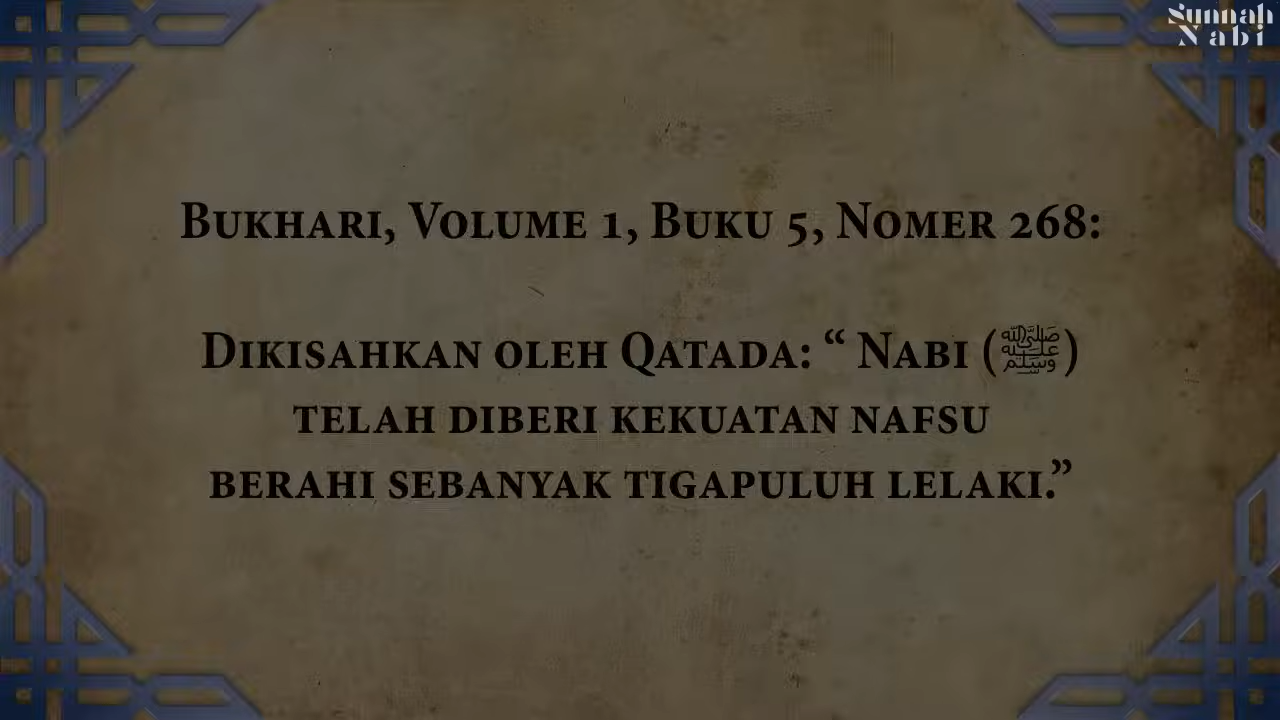 Sunnah
Nabi
Bukhari, Volume 1, Buku 5, Nomer 268:
Dikisahkan oleh Qatada: “ Nabi (ﷺ)
telah diberi kekuatan nafsu
berahi sebanyak tigapuluh lelaki.”